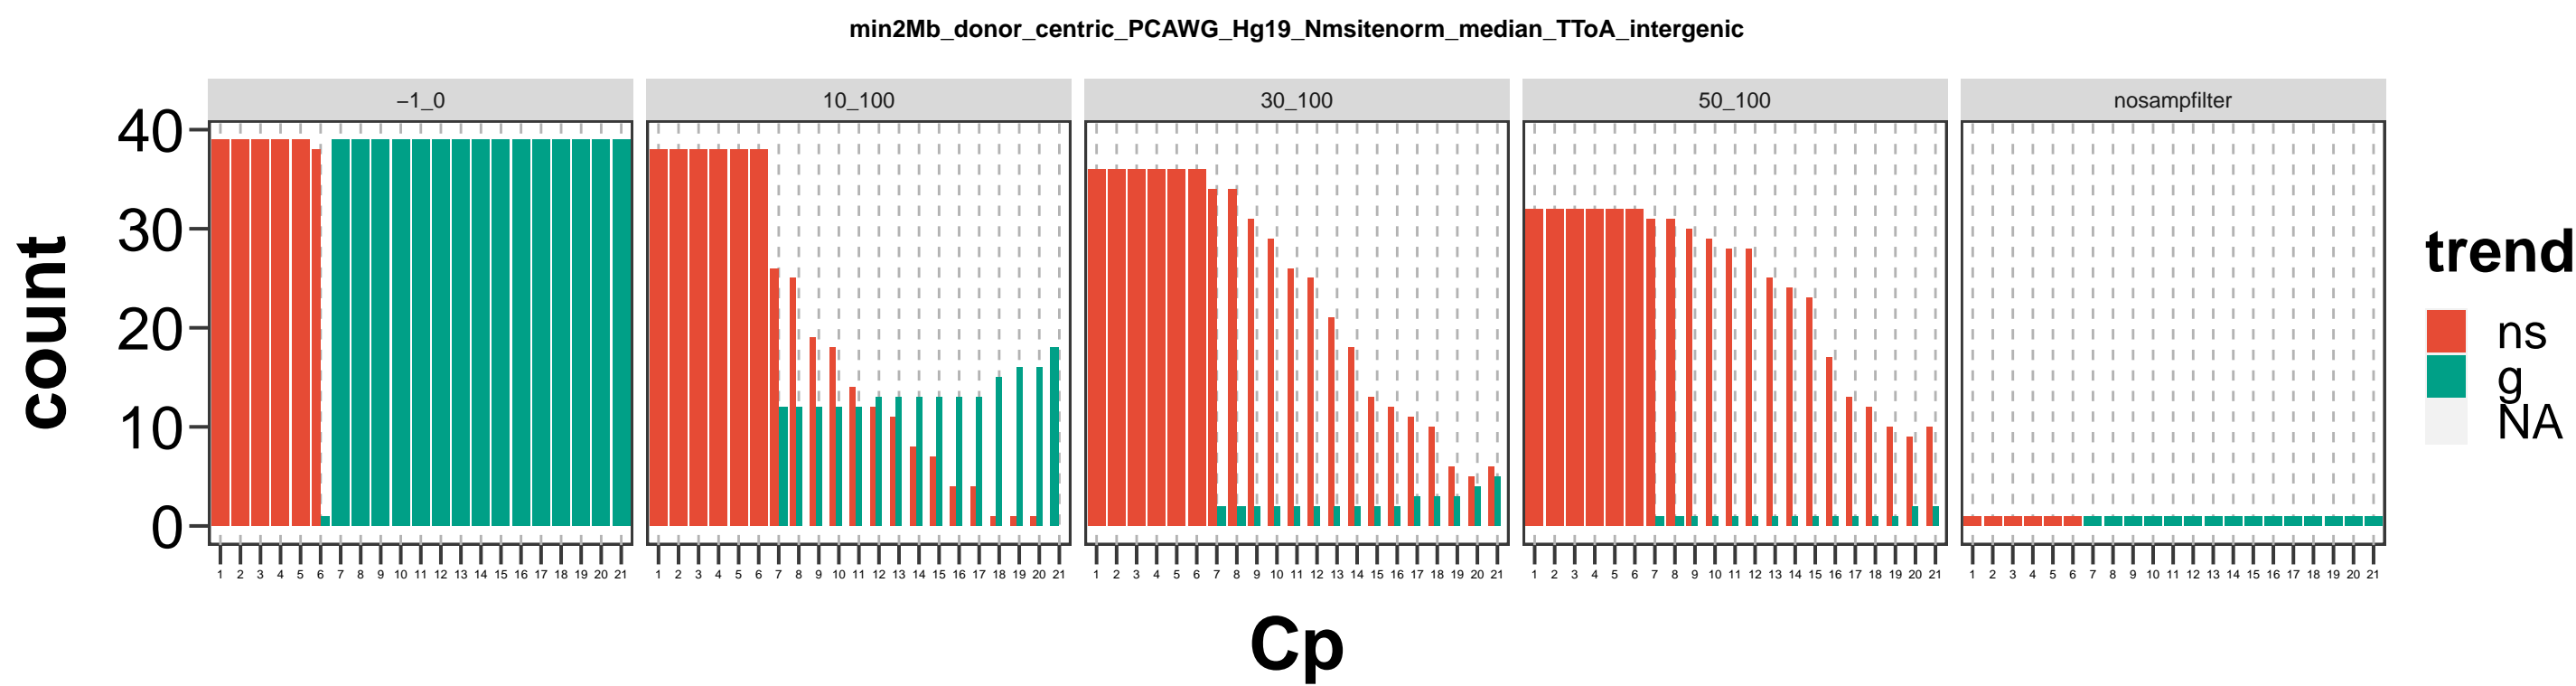 min2Mb_donor_centric_PCAWG_Hg19_Nmsitenorm_median_TToA_intergenic
−1_0 10_100 30_100 50_100 nosampfilter
count
40
30
20
10
0
1 2 3 4 5 6 7 8 9 10 11 12 13 14 15 16 17 18 19 20 21
1 2 3 4 5 6 7 8 9 10 11 12 13 14 15 16 17 18 19 20 21
1 2 3 4 5 6 7 8 9 10 11 12 13 14 15 16 17 18 19 20 21
1 2 3 4 5 6 7 8 9 10 11 12 13 14 15 16 17 18 19 20 21
1 2 3 4 5 6 7 8 9 10 11 12 13 14 15 16 17 18 19 20 21
Cp
trend
ns
g
NA